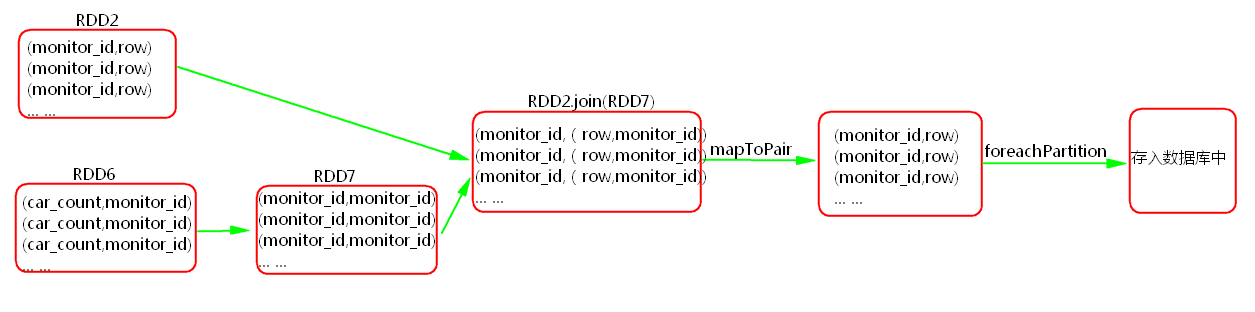 RDD2
(monitor_id,row)
(monitor_id,row)
(monitor_id,row)
... ...
RDD6
(car_count,monitor_id)
(car_count,monitor_id)
(car_count,monitor_id)
... ...
RDD7
(monitor_id,monitor_id)
(monitor_id,monitor_id)
(monitor_id,monitor_id)
... ...
RDD2.join(RDD7)
(monitor_id, ( row,monitor_id))
(monitor_id, ( row,monitor_id))
(monitor_id, ( row,monitor_id))
... ...
mapToPair
(monitor_id,row)
(monitor_id,row)
(monitor_id,row)
... ...
foreachPartition
存入数据库中